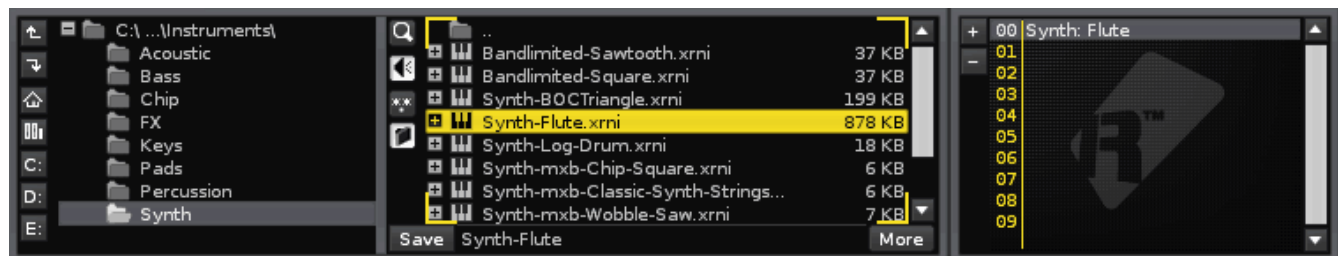 C:\ ...\Instruments\
Acoustic
Bass
Chip
FX
Keys
Pads
Percussion
Synth
C:
D:
E:
..
Bandlimited-Sawtooth.xrni 37 KB
Bandlimited-Square.xrni 37 KB
Synth-BOCTriangle.xrni 199 KB
Synth-Flute.xrni 878 KB
Synth-Log-Drum.xrni 18 KB
Synth-mxb-Chip-Square.xrni 6 KB
Synth-mxb-Classic-Synth-Strings... 6 KB
Synth-mxb-Wobble-Saw.xrni 7 KB
Save Synth-Flute More
+ 00 Synth: Flute
- 01
02
03
04
05
06
07
08
09
R™